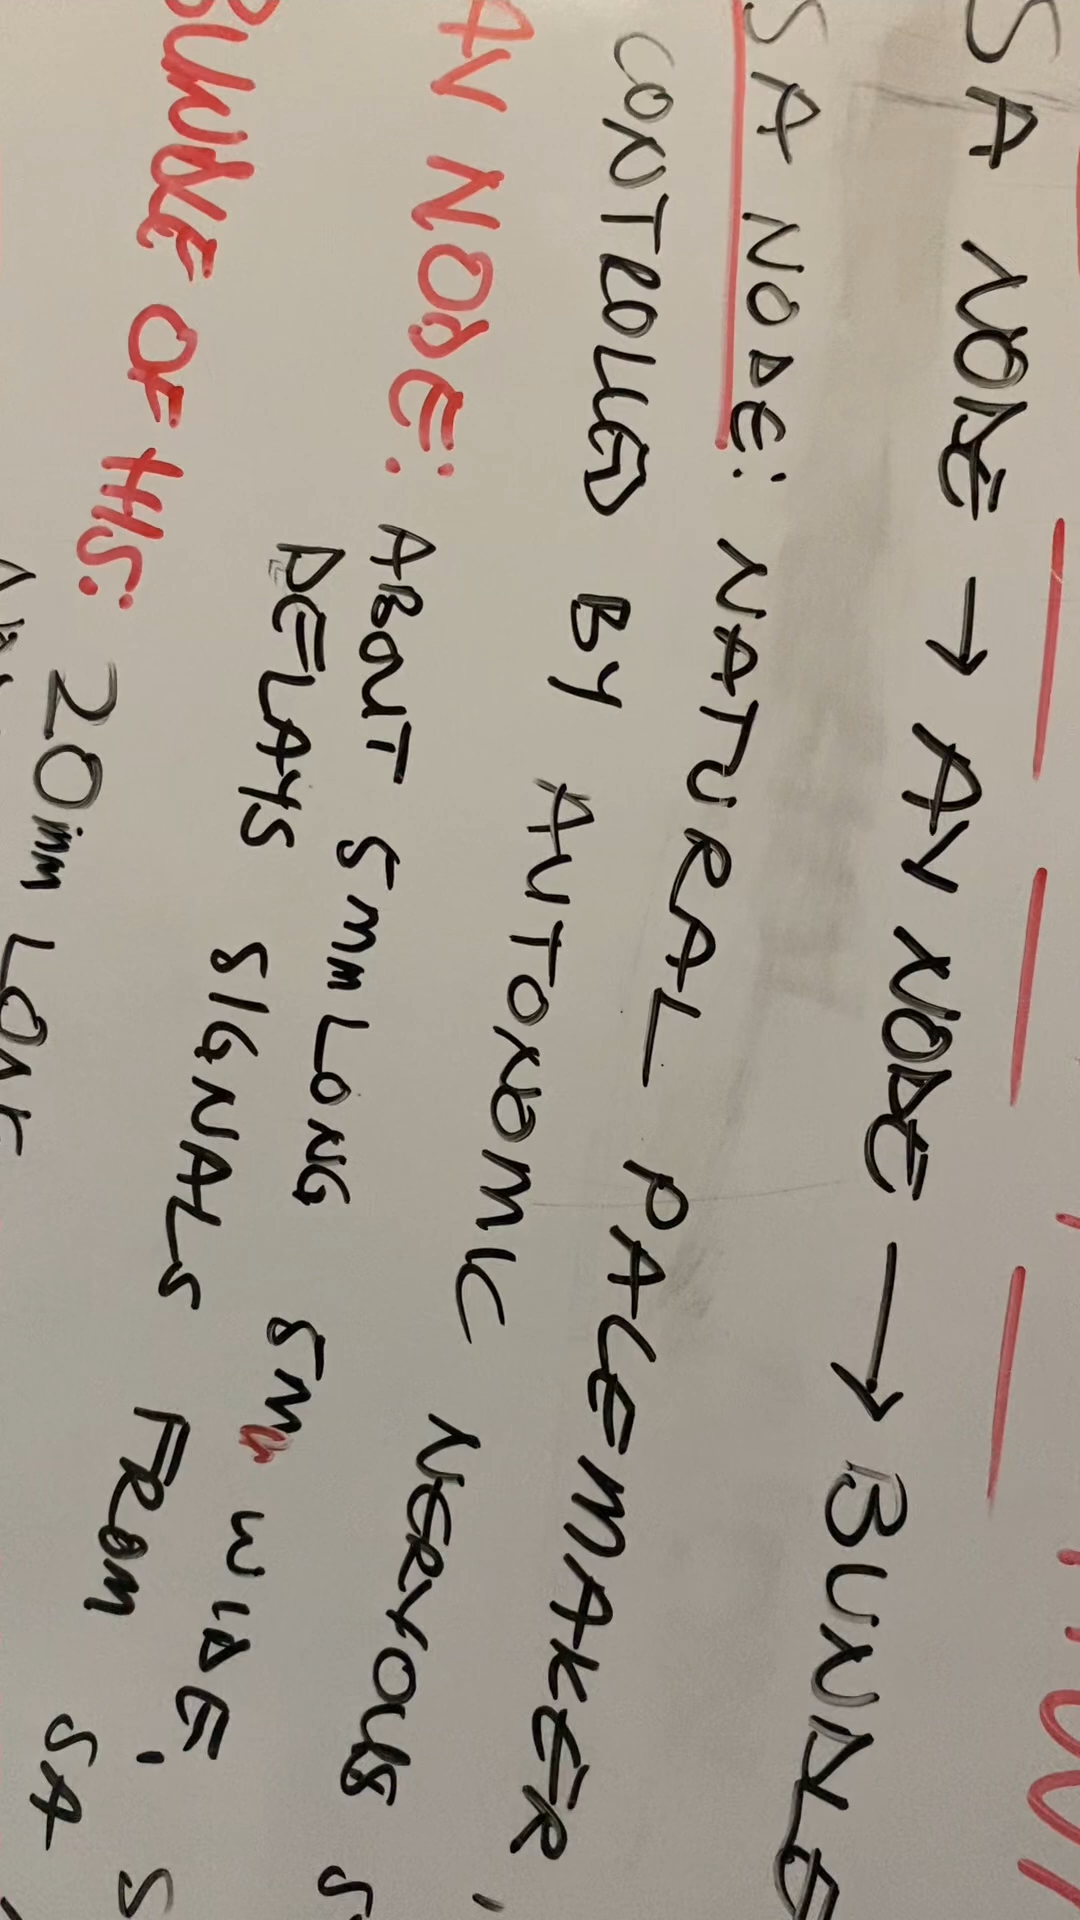 SA NODE → AV NODE → BUNDLE
SA NODE: NATURAL PACEMAKER,
CONTROLLED BY AUTONOMIC NERVOUS S
AV NODE: ABOUT 5mm LONG 5mm WIDE, S
DELAYS SIGNALS FROM SA
BUNDLE OF HIS: 20mm LONG